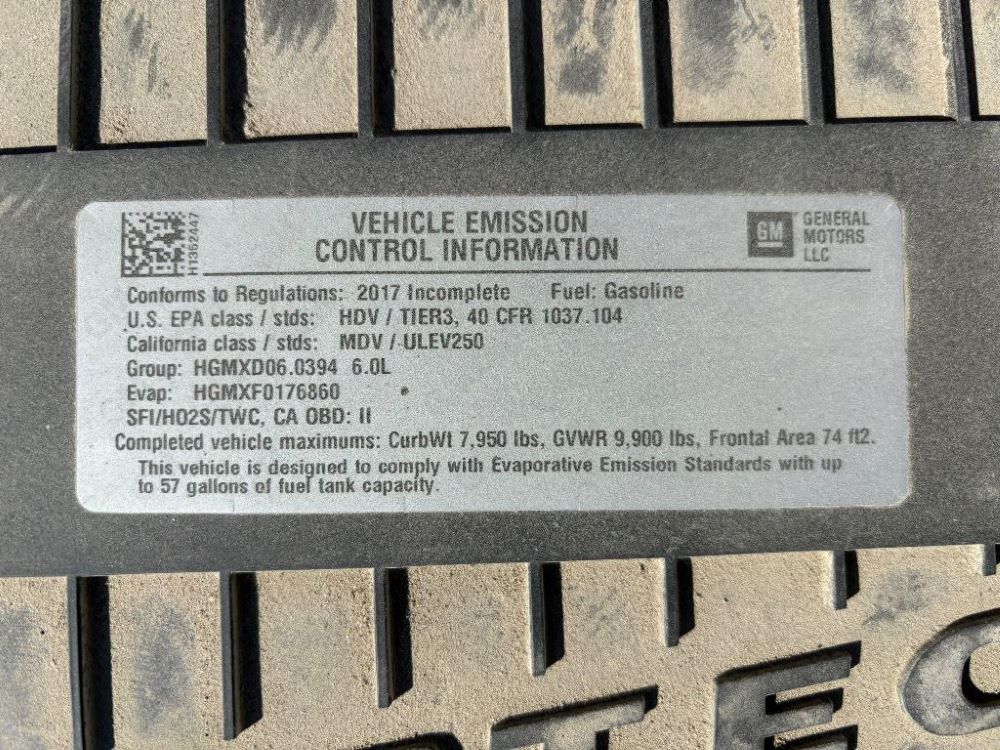 H1352447
VEHICLE EMISSION
CONTROL INFORMATION
GM
GENERAL
MOTORS
LLC
Conforms to Regulations: 2017 Incomplete Fuel: Gasoline
U.S. EPA class / stds: HDV / TIER3, 40 CFR 1037.104
California class / stds: MDV / ULEV250
Group: HGMXD06.0394 6.0L
Evap: HGMXF0176860
SFI/HO2S/TWC, CA OBD: II
Completed vehicle maximums: CurbWt 7,950 lbs, GVWR 9,900 lbs, Frontal Area 74 ft2.
This vehicle is designed to comply with Evaporative Emission Standards with up
to 57 gallons of fuel tank capacity.
TEC